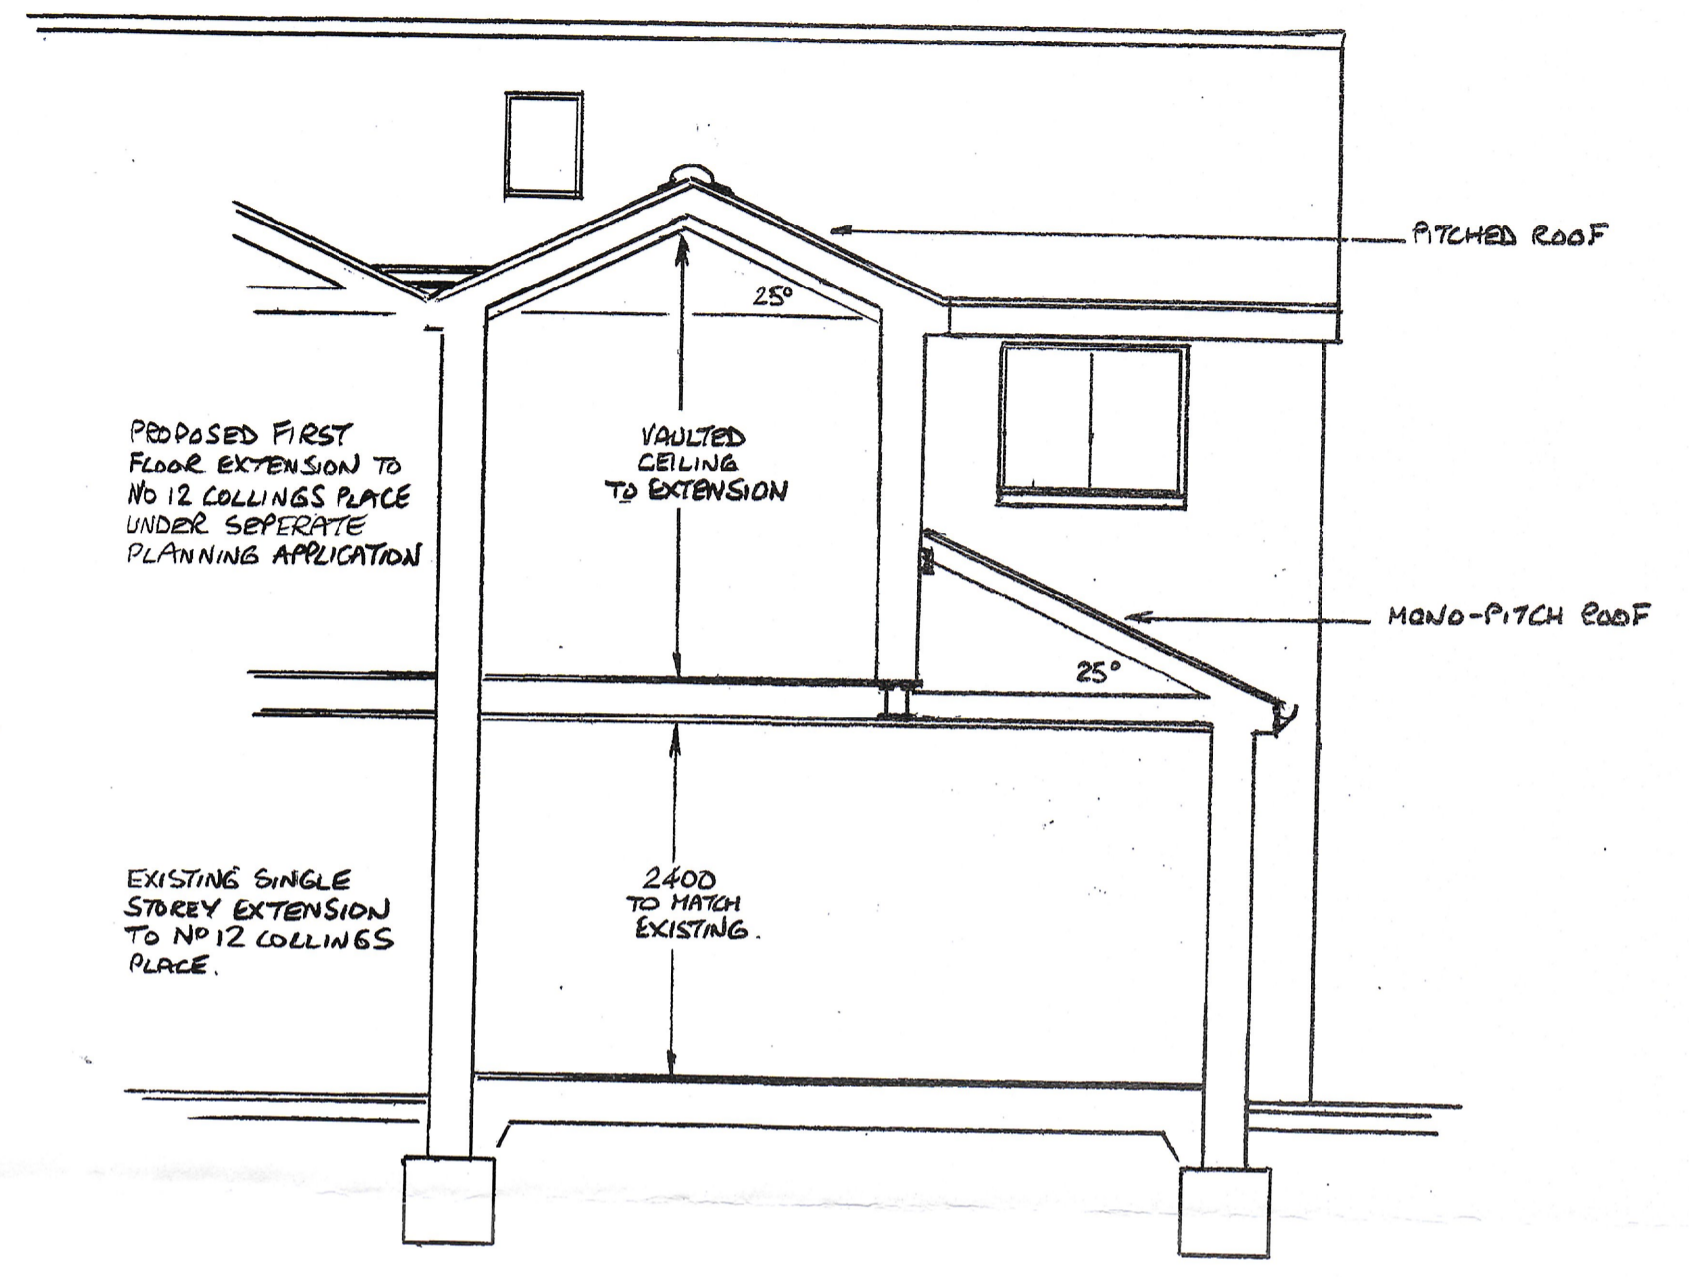 PITCHED ROOF
25°
PROPOSED FIRST
FLOOR EXTENSION TO
NO 12 COLLINGS PLACE
UNDER SEPERATE
PLANNING APPLICATION
VAULTED
CEILING
TO EXTENSION
MONO-PITCH ROOF
25°
EXISTING SINGLE
STOREY EXTENSION
TO NO 12 COLLINGS
PLACE.
2400
TO MATCH
EXISTING.